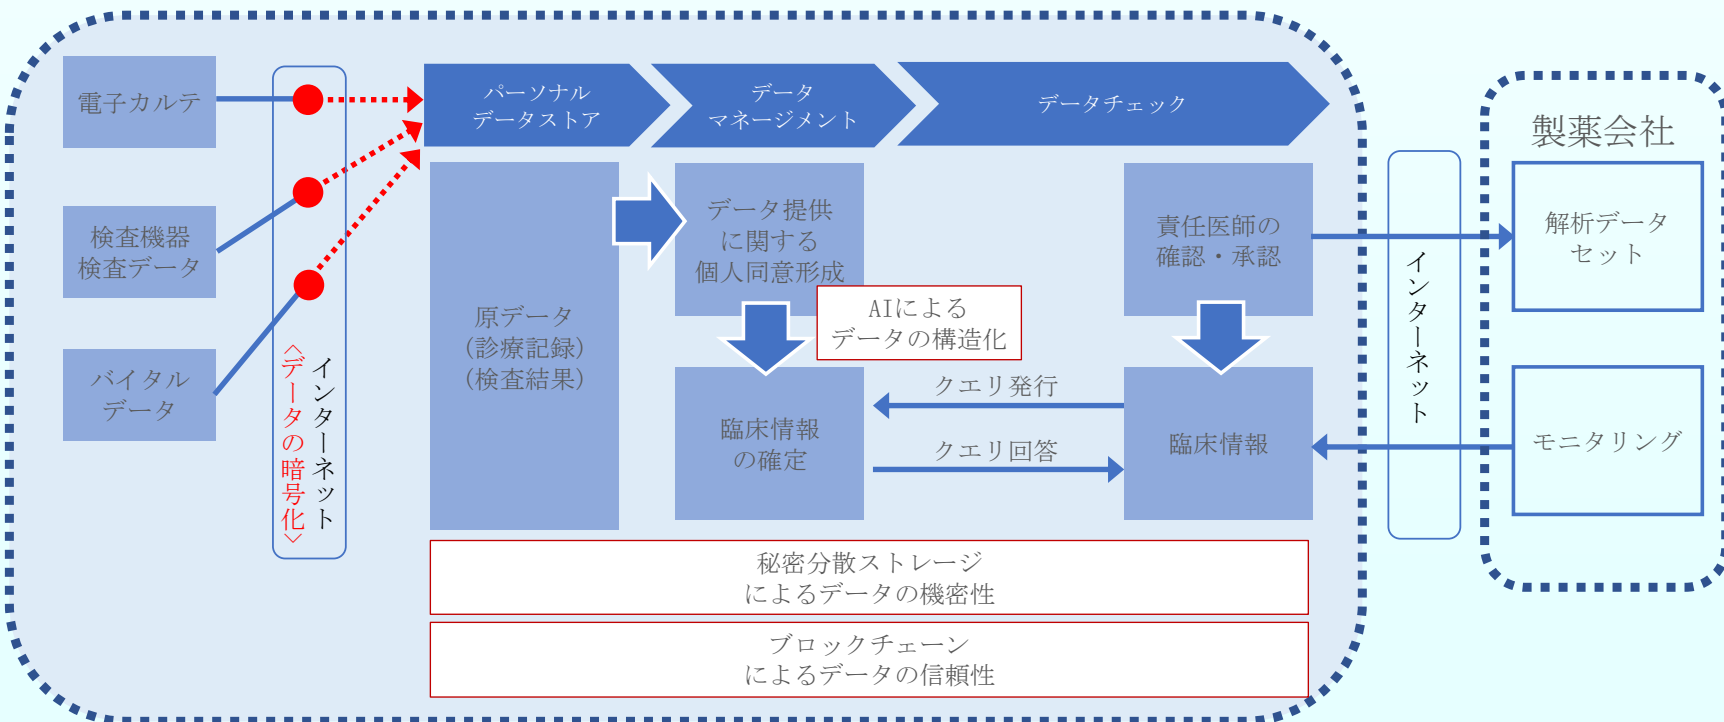 電子カルテ
検査機器
検査データ
バイタル
データ
インターネット
<データの暗号化>
パーソナル
データストア
データ
マネージメント
データチェック
原データ
(診療記録)
(検査結果)
データ提供
に関する
個人同意形成
AIによる
データの構造化
臨床情報
の確定
クエリ発行
クエリ回答
責任医師の
確認・承認
臨床情報
秘密分散ストレージ
によるデータの機密性
ブロックチェーン
によるデータの信頼性
インターネット
製薬会社
解析データ
セット
モニタリング